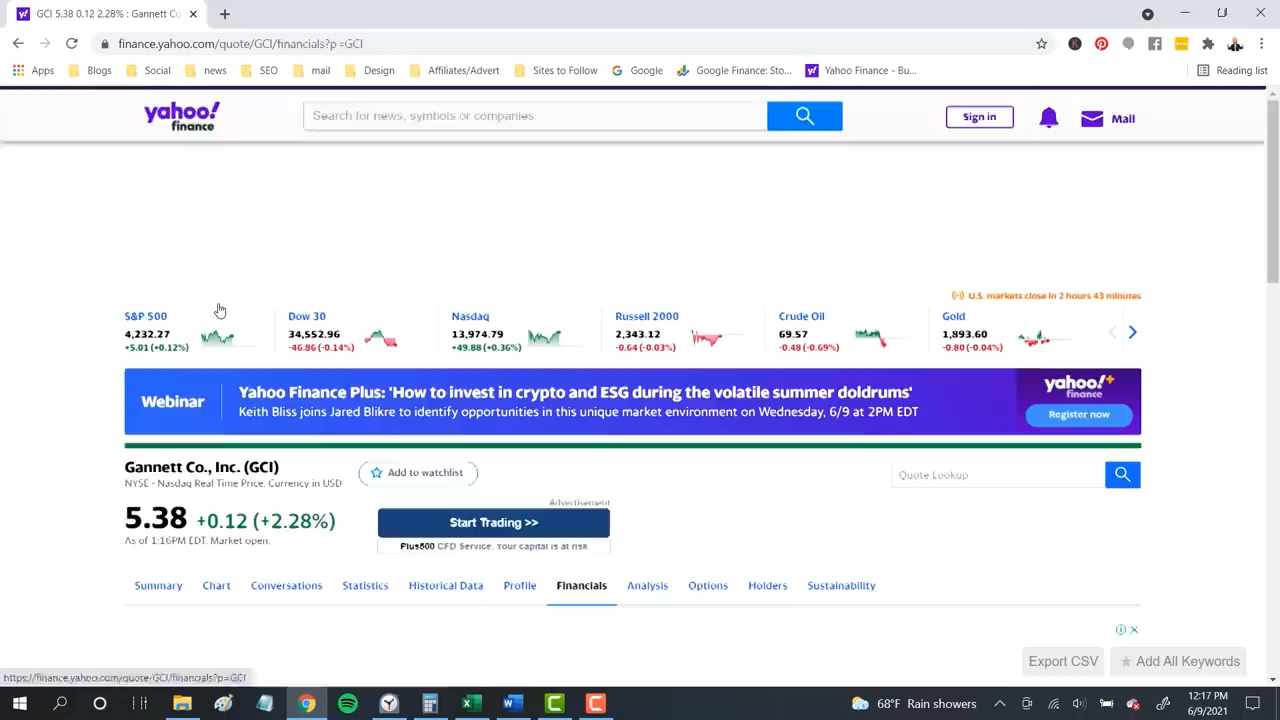 GCI 5.38 0.12 2.28% : Gannett Co
finance.yahoo.com/quote/GCI/financials?p=GCI
Apps Blogs Social news SEO mail Design Affiliates/Advert Sites to Follow Google Google Finance: Sto... Yahoo Finance - Bu... Reading list
yahoo! finance
Search for news, symbols or companies
Sign in
Mail
U.S. markets close in 2 hours 43 minutes
S&P 500 Dow 30 Nasdaq Russell 2000 Crude Oil Gold
4,232.27 34,552.96 13,974.79 2,343.12 69.57 1,893.60
+5.01 (+0.12%) -46.86 (-0.14%) +49.88 (+0.36%) -0.64 (-0.03%) -0.48 (-0.69%) -0.80 (-0.04%)
Webinar
Yahoo Finance Plus: 'How to invest in crypto and ESG during the volatile summer doldrums'
Keith Bliss joins Jared Blikre to identify opportunities in this unique market environment on Wednesday, 6/9 at 2PM EDT
yahoo!+ finance
Register now
Gannett Co., Inc. (GCI)
NYSE - Nasdaq Real Time Price. Currency in USD
Add to watchlist
Quote Lookup
5.38 +0.12 (+2.28%)
As of 1:16PM EDT. Market open.
Advertisement
Start Trading >>
Plus500 CFD Service. Your capital is at risk
Summary Chart Conversations Statistics Historical Data Profile Financials Analysis Options Holders Sustainability
Export CSV
Add All Keywords
https://finance.yahoo.com/quote/GCI/financials?p=GCI
68°F Rain showers
12:17 PM
6/9/2021